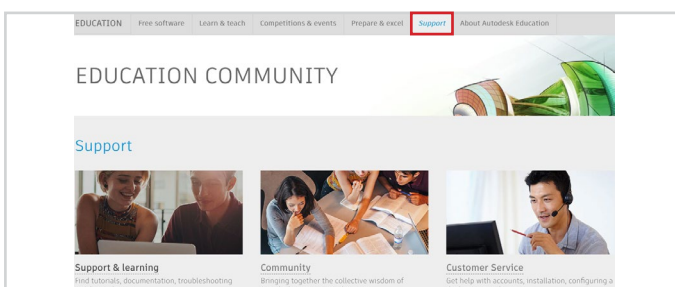 EDUCATION Free software Learn & teach Competitions & events Prepare & excel Support About Autodesk Education
EDUCATION COMMUNITY
Support
Support & learning Community Customer Service
Find tutorials, documentation, troubleshooting Bringing together the collective wisdom of Get help with accounts, installation, configuring a